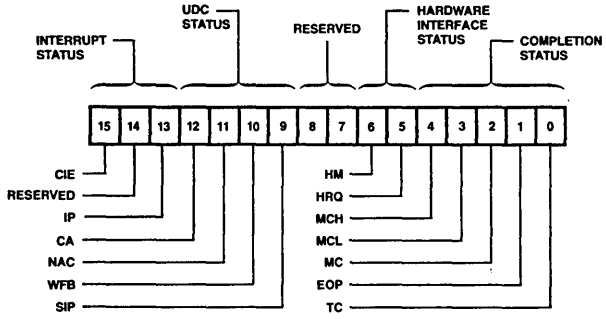 INTERRUPT
STATUS
UDC
STATUS
RESERVED
HARDWARE
INTERFACE
STATUS
COMPLETION
STATUS
15 14 13 12 11 10 9 8 7 6 5 4 3 2 1 0
CIE
RESERVED
IP
CA
NAC
WFB
SIP
HM
HRQ
MCH
MCL
MC
EOP
TC